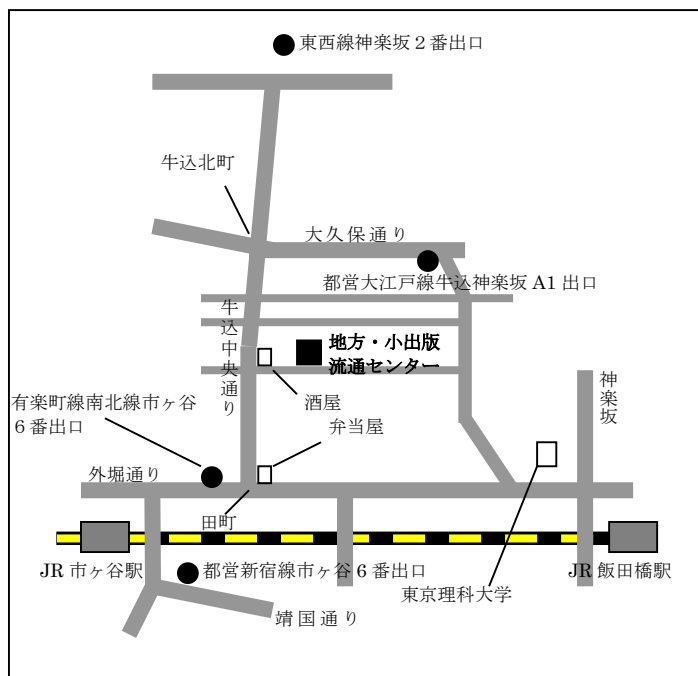 東西線神楽坂２番出口
牛込北町
大久保通り
都営大江戸線牛込神楽坂 A1 出口
牛込中央通り
地方・小出版
流通センター
酒屋
神楽坂
有楽町線南北線市ヶ谷
６番出口
弁当屋
外堀通り
田町
JR 市ヶ谷駅
都営新宿線市ヶ谷６番出口
JR 飯田橋駅
東京理科大学
靖国通り